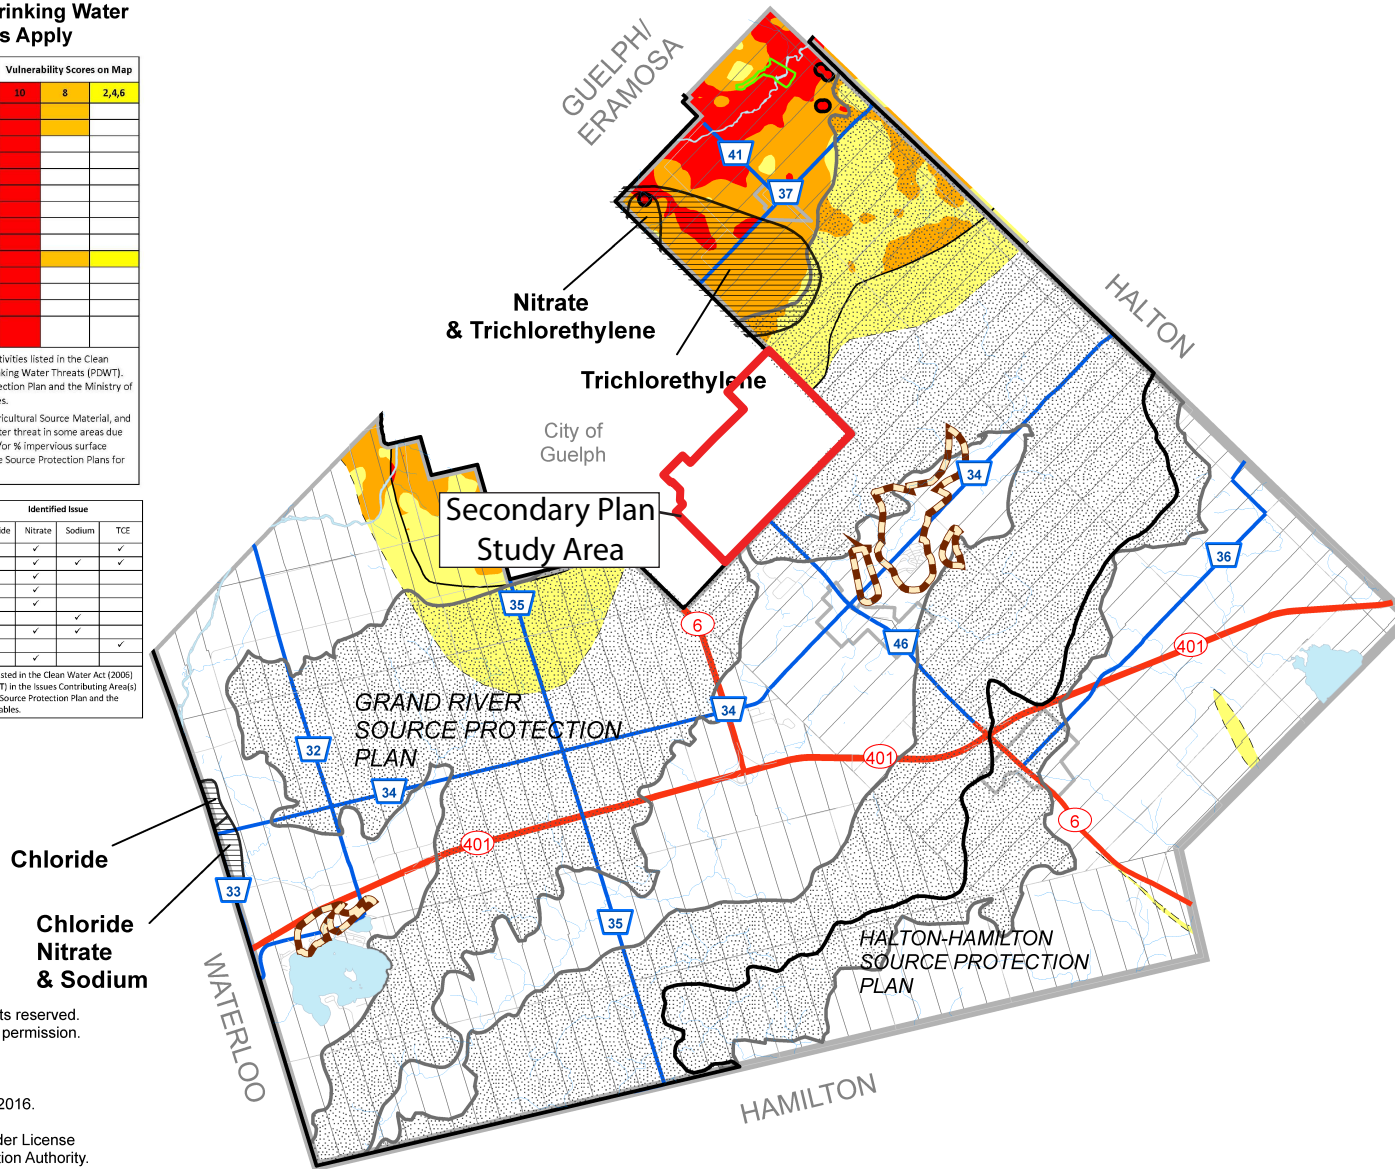 rinking Water
s Apply
Vulnerability Scores on Map
10 8 2,4,6
tivities listed in the Clean
king Water Threats (PDWT).
ection Plan and the Ministry of
es.
ricultural Source Material, and
ter threat in some areas due
/or % impervious surface
e Source Protection Plans for
Identified Issue
ide Nitrate Sodium TCE
✓ ✓
✓ ✓ ✓
✓
✓
✓
✓
✓ ✓
✓
✓
sted in the Clean Water Act (2006)
T) in the Issues Contributing Area(s)
Source Protection Plan and the
ables.
GUELPH/
ERAMOSA
41
37
Nitrate
& Trichlorethylene
Trichlorethylene
HALTON
City of
Guelph
Secondary Plan
Study Area
34
36
35
6
46
401
GRAND RIVER
SOURCE PROTECTION
PLAN
34
32
401
34
6
401
Chloride
33
Chloride
Nitrate
& Sodium
35
HALTON-HAMILTON
SOURCE PROTECTION
PLAN
WATERLOO
HAMILTON
ts reserved.
permission.
2016.
der License
tion Authority.